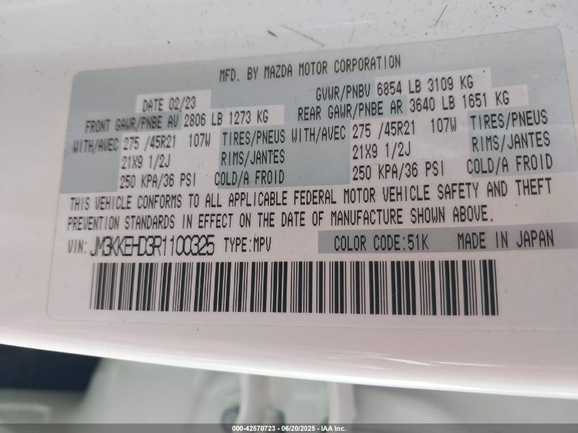 MFD. BY MAZDA MOTOR CORPORATION
DATE 02/23 GVWR/PNBV 6854 LB 3109 KG
FRONT GAWR/PNBE AV 2806 LB 1273 KG REAR GAWR/PNBE AR 3640 LB 1651 KG
WITH/AVEC 275 /45R21 107W TIRES/PNEUS WITH/AVEC 275 /45R21 107W TIRES/PNEUS
21X9 1/2J RIMS/JANTES 21X9 1/2J RIMS/JANTES
250 KPA/36 PSI COLD/A FROID 250 KPA/36 PSI COLD/A FROID
THIS VEHICLE CONFORMS TO ALL APPLICABLE FEDERAL MOTOR VEHICLE SAFETY AND THEFT
PREVENTION STANDARDS IN EFFECT ON THE DATE OF MANUFACTURE SHOWN ABOVE.
VIN: JM3KKEHD3R1100325 TYPE:MPV COLOR CODE:51K MADE IN JAPAN
000-42570723 - 06/20/2025 - IAA Inc.